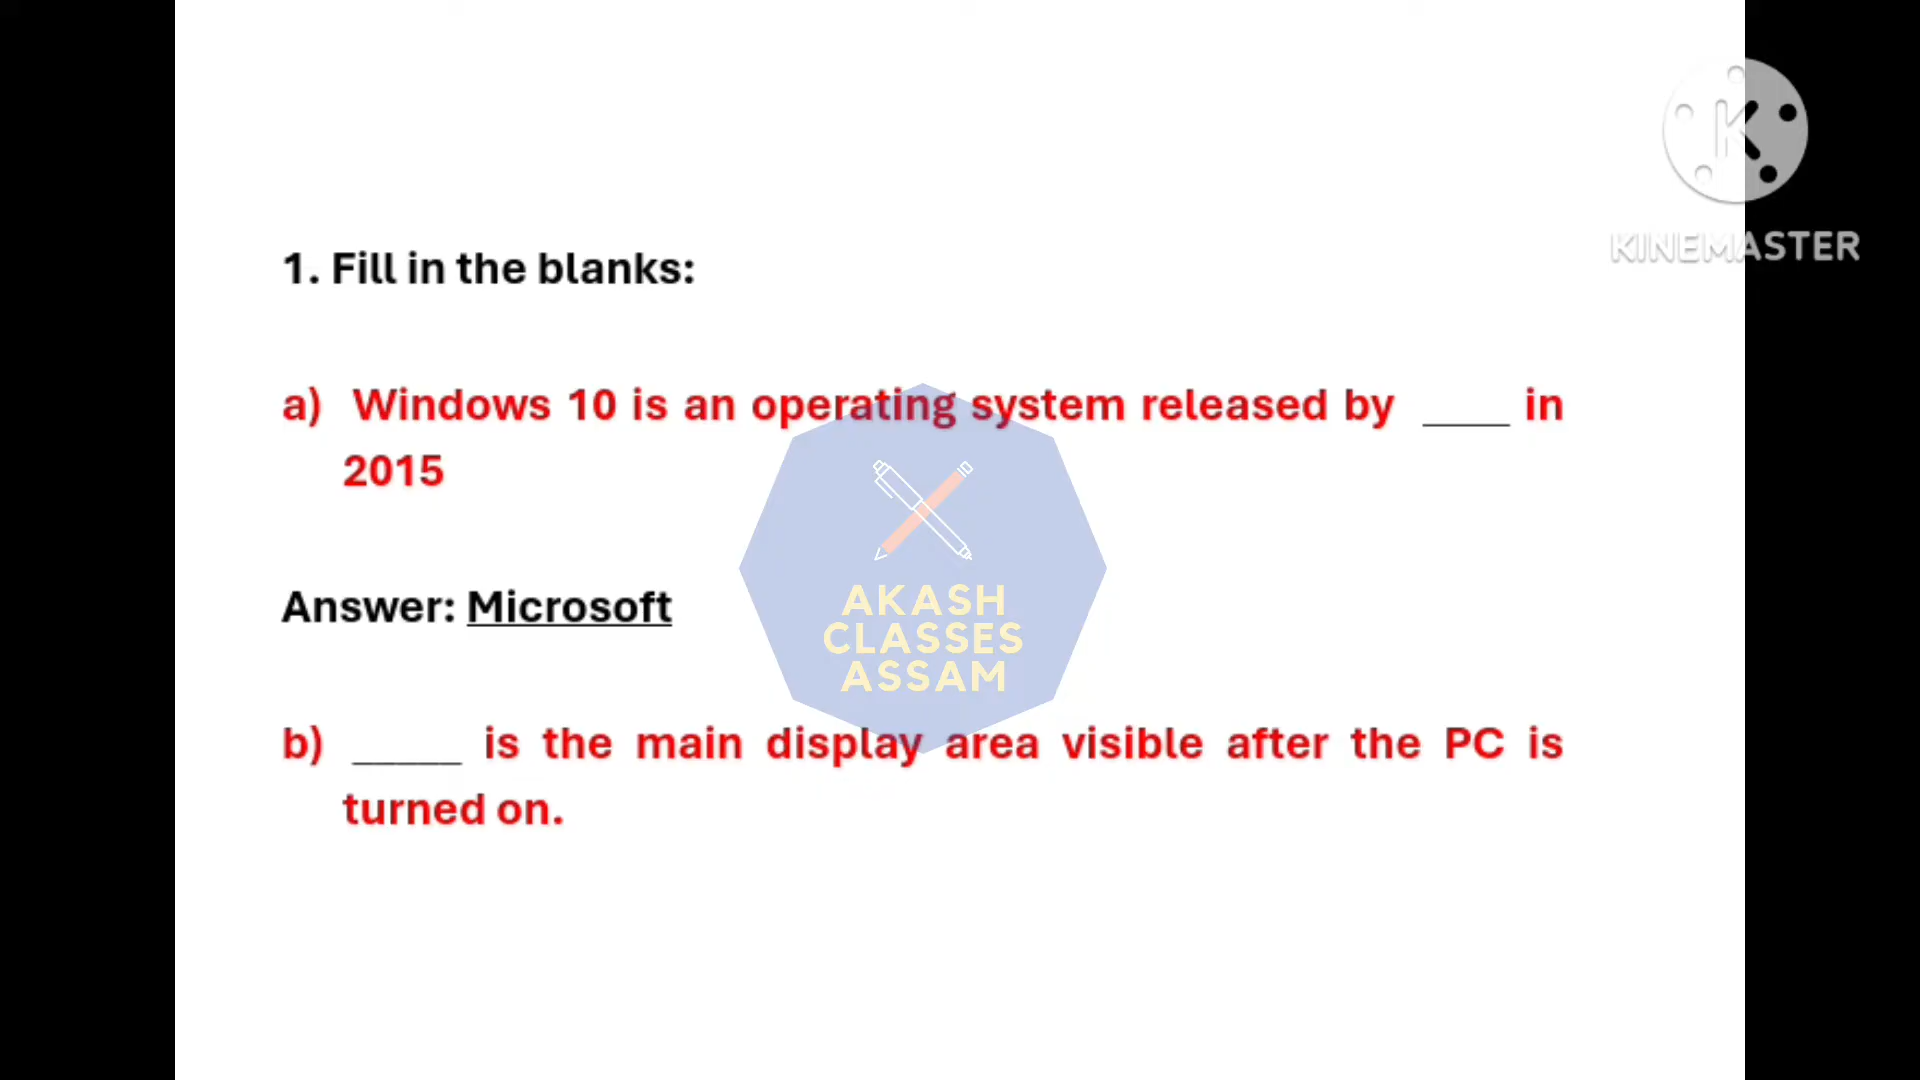 KINEMASTER
1. Fill in the blanks:
a) Windows 10 is an operating system released by ____ in
2015
Answer: Microsoft
AKASH
CLASSES
ASSAM
b) _____ is the main display area visible after the PC is
turned on.